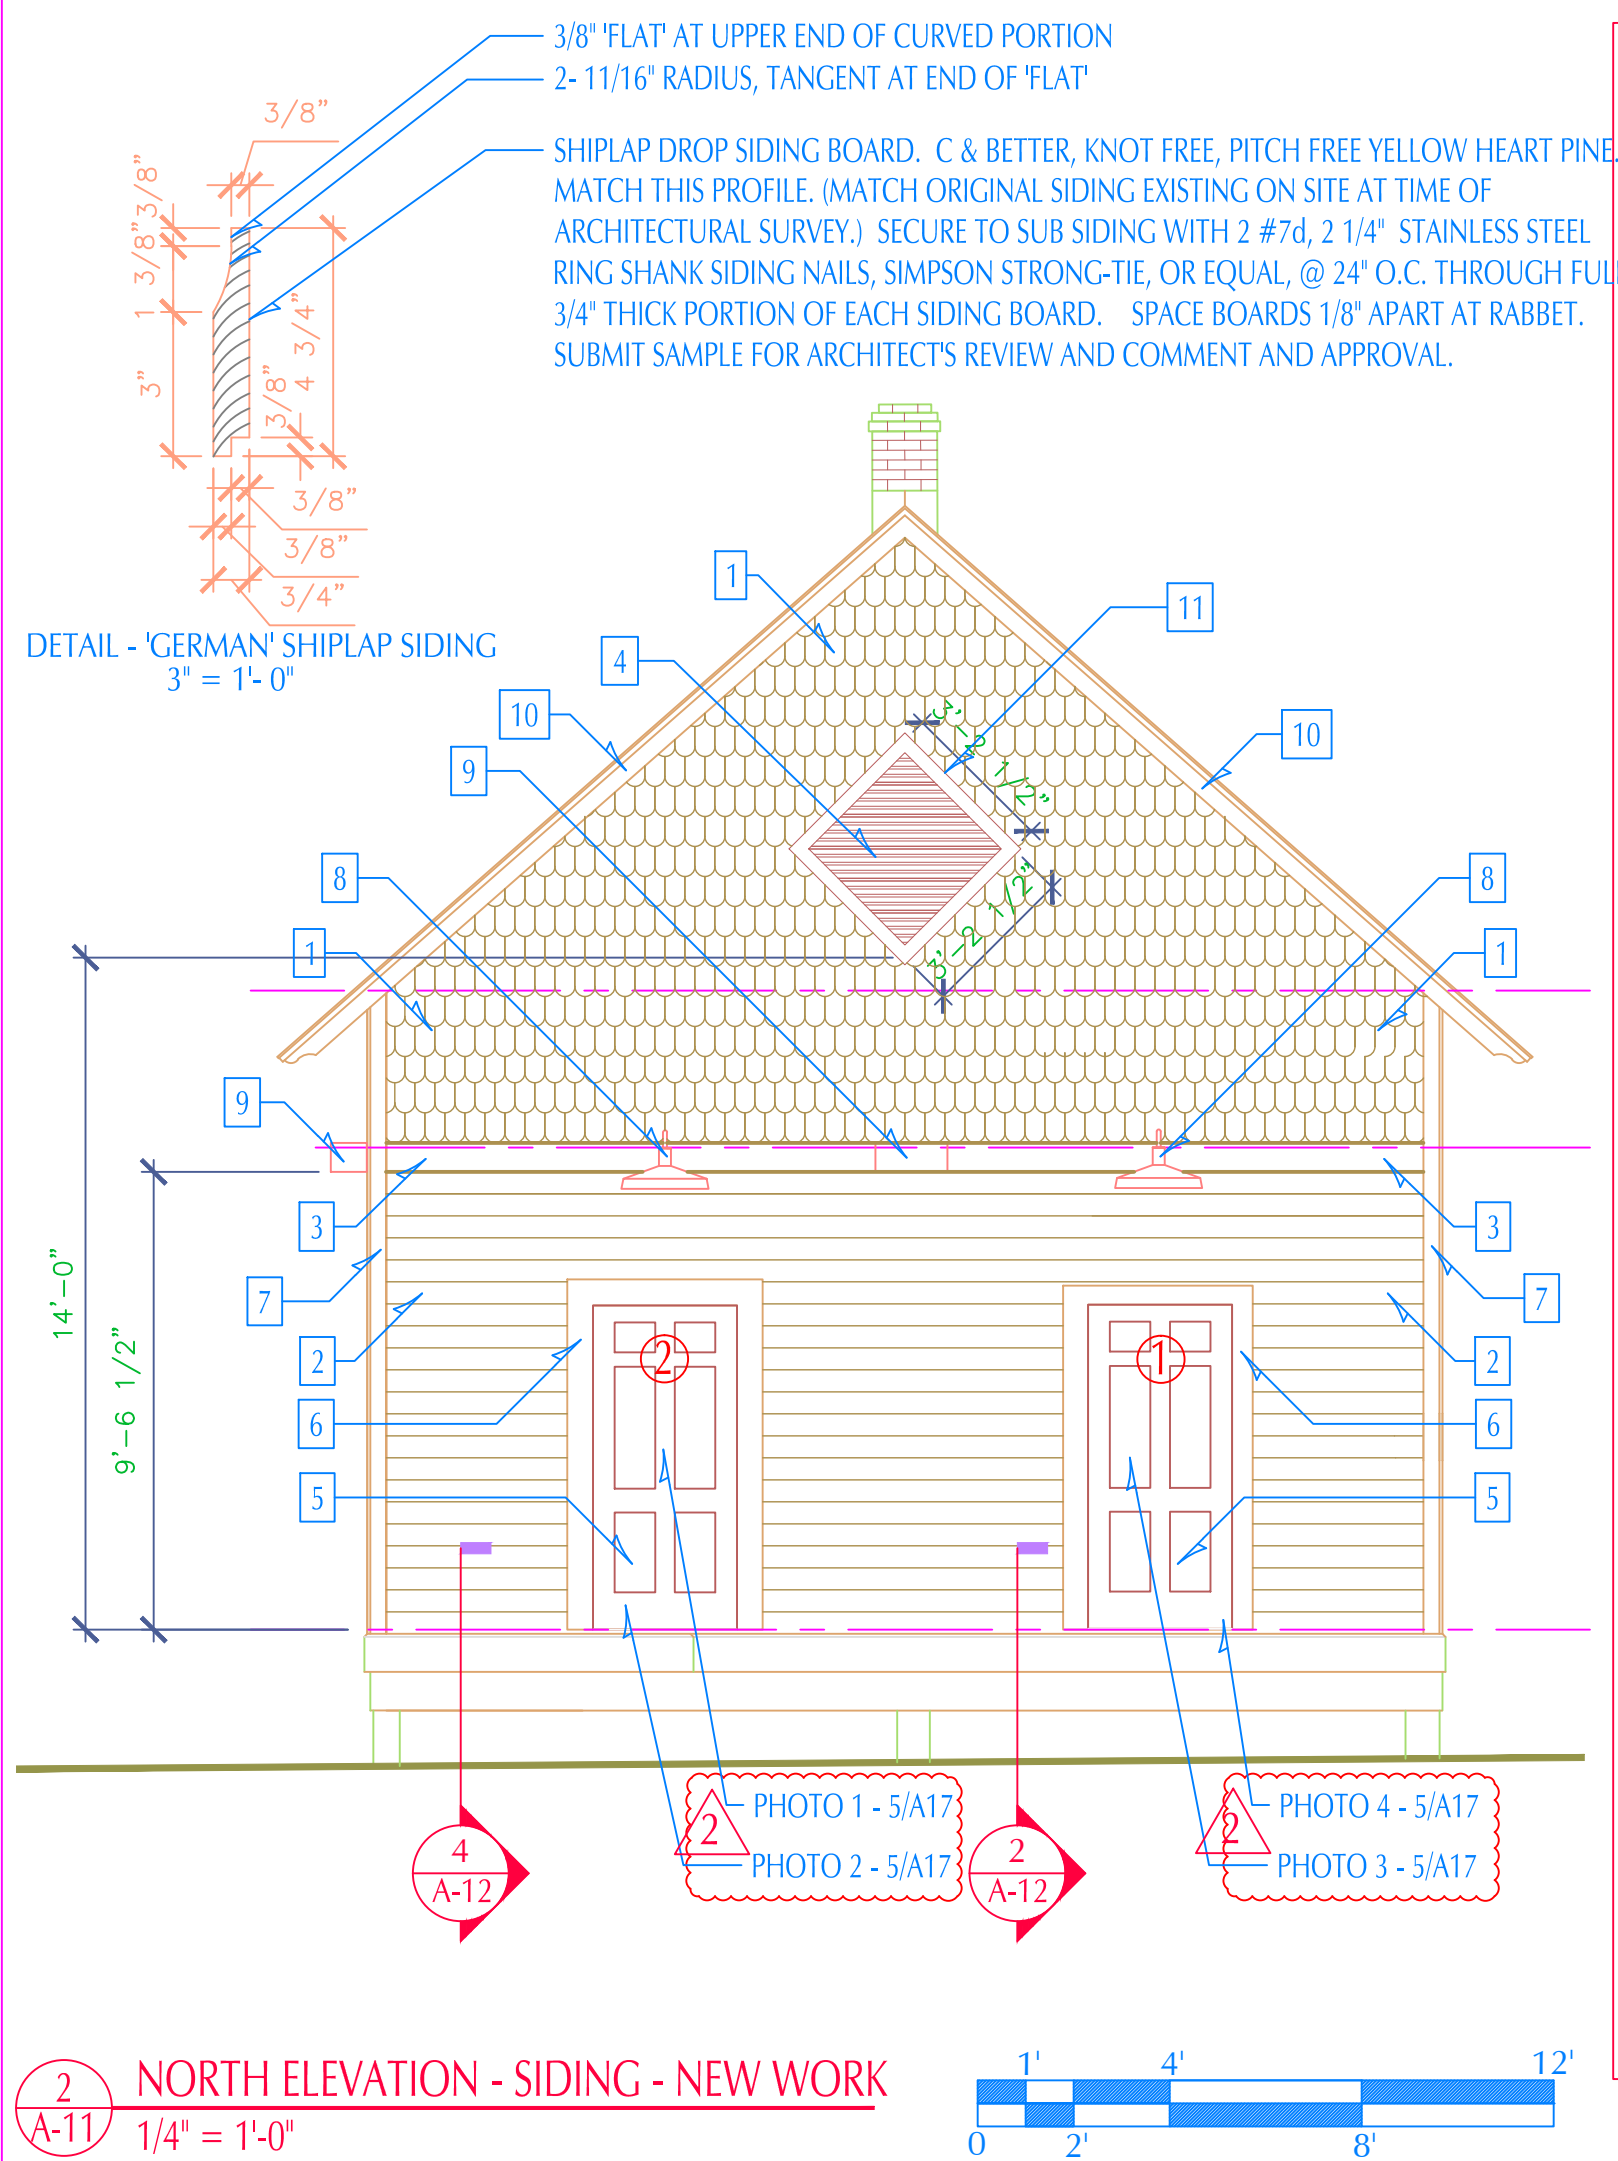 3/8" 'FLAT' AT UPPER END OF CURVED PORTION
2- 11/16" RADIUS, TANGENT AT END OF 'FLAT'
SHIPLAP DROP SIDING BOARD. C & BETTER, KNOT FREE, PITCH FREE YELLOW HEART PINE.
MATCH THIS PROFILE. (MATCH ORIGINAL SIDING EXISTING ON SITE AT TIME OF
ARCHITECTURAL SURVEY.) SECURE TO SUB SIDING WITH 2 #7d, 2 1/4" STAINLESS STEEL
RING SHANK SIDING NAILS, SIMPSON STRONG-TIE, OR EQUAL, @ 24" O.C. THROUGH FULL
3/4" THICK PORTION OF EACH SIDING BOARD. SPACE BOARDS 1/8" APART AT RABBET.
SUBMIT SAMPLE FOR ARCHITECT'S REVIEW AND COMMENT AND APPROVAL.
3/8"
3/8"
1 3/8"
3"
4 3/4"
3/8"
3/8"
3/8"
3/4"
DETAIL - 'GERMAN' SHIPLAP SIDING
3" = 1'- 0"
1
11
4
10
10
9
3'-2 1/2"
8
8
3'-2 1/2"
1
1
9
3
3
7
7
14'-0"
9'-6 1/2"
2
2
2
1
6
6
5
5
2
PHOTO 1 - 5/A17
PHOTO 2 - 5/A17
2
PHOTO 4 - 5/A17
PHOTO 3 - 5/A17
4
A-12
2
A-12
2
A-11
NORTH ELEVATION - SIDING - NEW WORK
1/4" = 1'-0"
1' 4' 12'
0 2' 8'